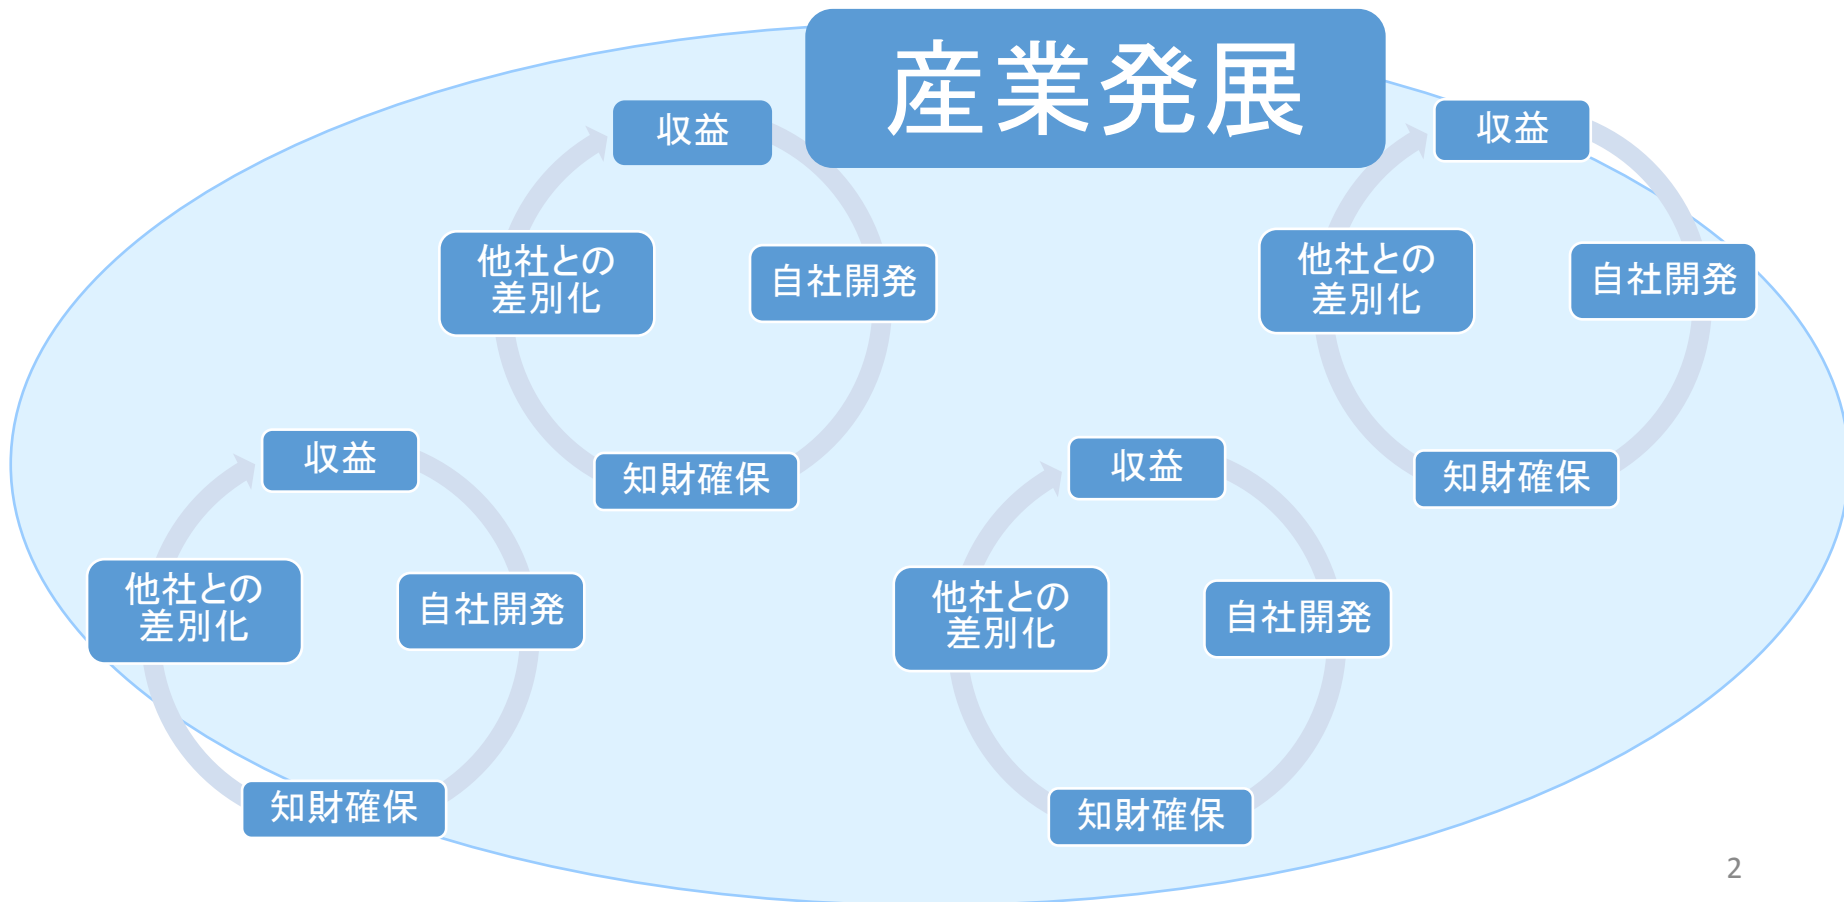 産業発展
収益
他社との
差別化
自社開発
知財確保
収益
他社との
差別化
自社開発
知財確保
収益
他社との
差別化
自社開発
知財確保
収益
他社との
差別化
自社開発
知財確保
2